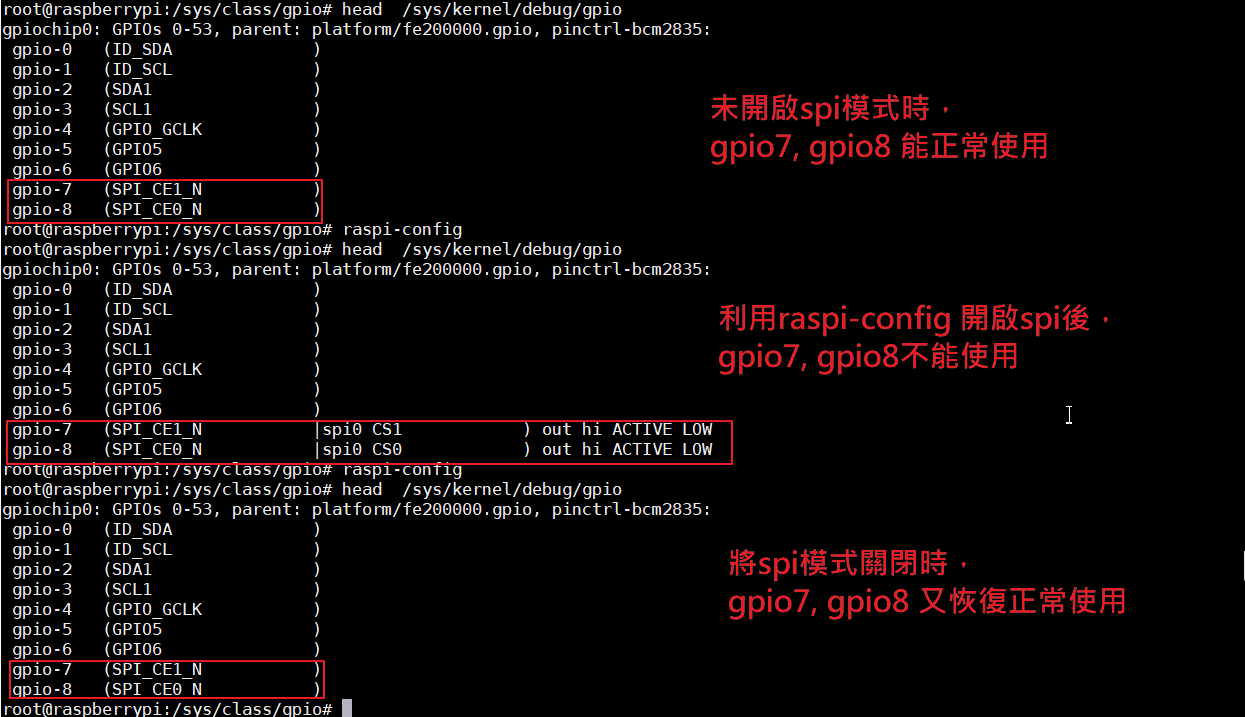 root@raspberrypi:/sys/class/gpio# head  /sys/kernel/debug/gpio
gpiochip0: GPIOs 0-53, parent: platform/fe200000.gpio, pinctrl-bcm2835:
 gpio-0   (ID_SDA              )
 gpio-1   (ID_SCL              )
 gpio-2   (SDA1                )
 gpio-3   (SCL1                )
 gpio-4   (GPIO_GCLK           )
 gpio-5   (GPIO5               )
 gpio-6   (GPIO6               )
 gpio-7   (SPI_CE1_N           )
 gpio-8   (SPI_CE0_N           )
未開啟spi模式時，
gpio7, gpio8 能正常使用
root@raspberrypi:/sys/class/gpio# raspi-config
root@raspberrypi:/sys/class/gpio# head  /sys/kernel/debug/gpio
gpiochip0: GPIOs 0-53, parent: platform/fe200000.gpio, pinctrl-bcm2835:
 gpio-0   (ID_SDA              )
 gpio-1   (ID_SCL              )
 gpio-2   (SDA1                )
 gpio-3   (SCL1                )
 gpio-4   (GPIO_GCLK           )
 gpio-5   (GPIO5               )
 gpio-6   (GPIO6               )
 gpio-7   (SPI_CE1_N           |spi0 CS1            ) out hi ACTIVE LOW
 gpio-8   (SPI_CE0_N           |spi0 CS0            ) out hi ACTIVE LOW
利用raspi-config 開啟spi後，
gpio7, gpio8不能使用
root@raspberrypi:/sys/class/gpio# raspi-config
root@raspberrypi:/sys/class/gpio# head  /sys/kernel/debug/gpio
gpiochip0: GPIOs 0-53, parent: platform/fe200000.gpio, pinctrl-bcm2835:
 gpio-0   (ID_SDA              )
 gpio-1   (ID_SCL              )
 gpio-2   (SDA1                )
 gpio-3   (SCL1                )
 gpio-4   (GPIO_GCLK           )
 gpio-5   (GPIO5               )
 gpio-6   (GPIO6               )
 gpio-7   (SPI_CE1_N           )
 gpio-8   (SPI_CE0_N           )
將spi模式關閉時，
gpio7, gpio8 又恢復正常使用
root@raspberrypi:/sys/class/gpio#